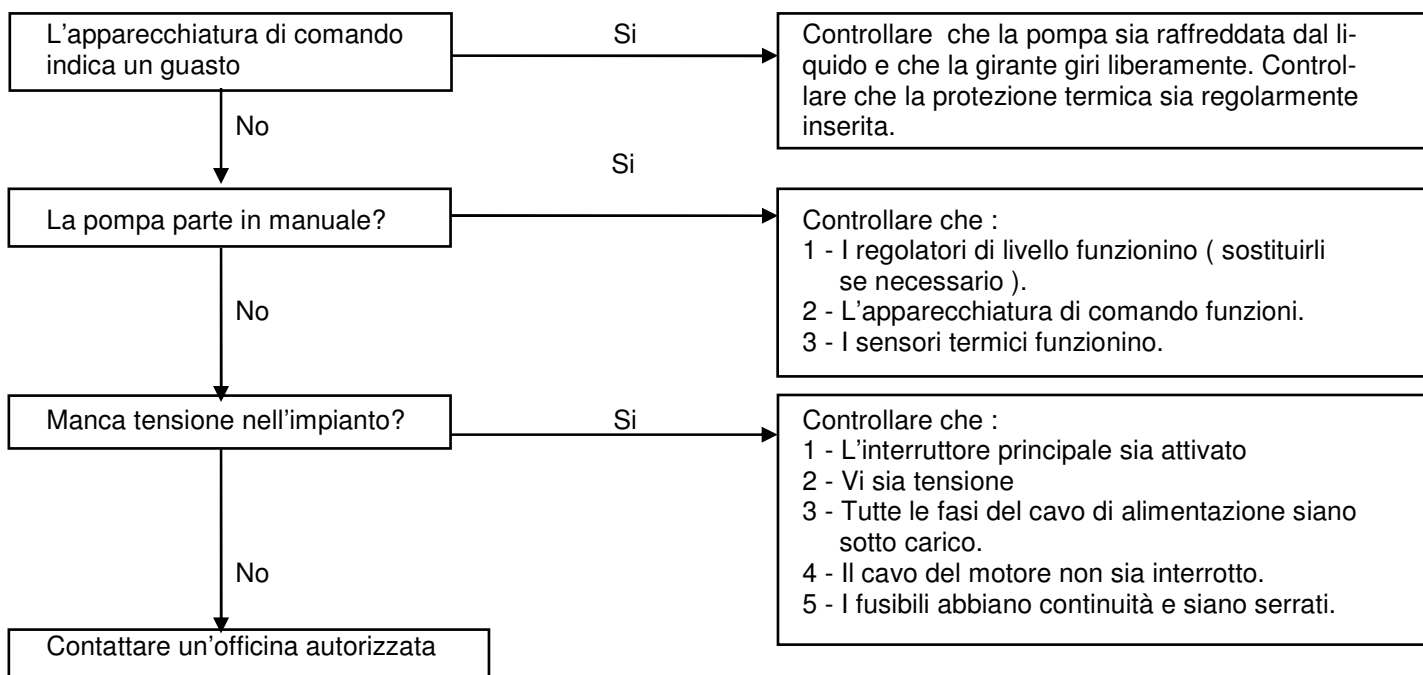 L'apparecchiatura di comando
indica un guasto
Si
Controllare  che la pompa sia raffreddata dal li-
quido e che la girante giri liberamente. Control-
lare che la protezione termica sia regolarmente
inserita.
No
Si
La pompa parte in manuale?
Controllare che :
1 - I regolatori di livello funzionino ( sostituirli
se necessario ).
2 - L'apparecchiatura di comando funzioni.
3 - I sensori termici funzionino.
No
Manca tensione nell'impianto?
Si
Controllare che :
1 - L'interruttore principale sia attivato
2 - Vi sia tensione
3 - Tutte le fasi del cavo di alimentazione siano
sotto carico.
4 - Il cavo del motore non sia interrotto.
5 - I fusibili abbiano continuità e siano serrati.
No
Contattare un'officina autorizzata